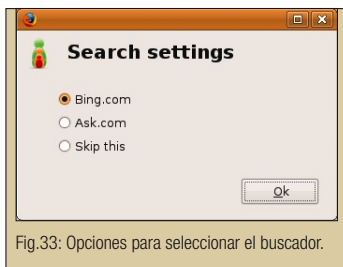 Search settings
Bing.com
Ask.com
Skip this
Ok
Fig.33: Opciones para seleccionar el buscador.